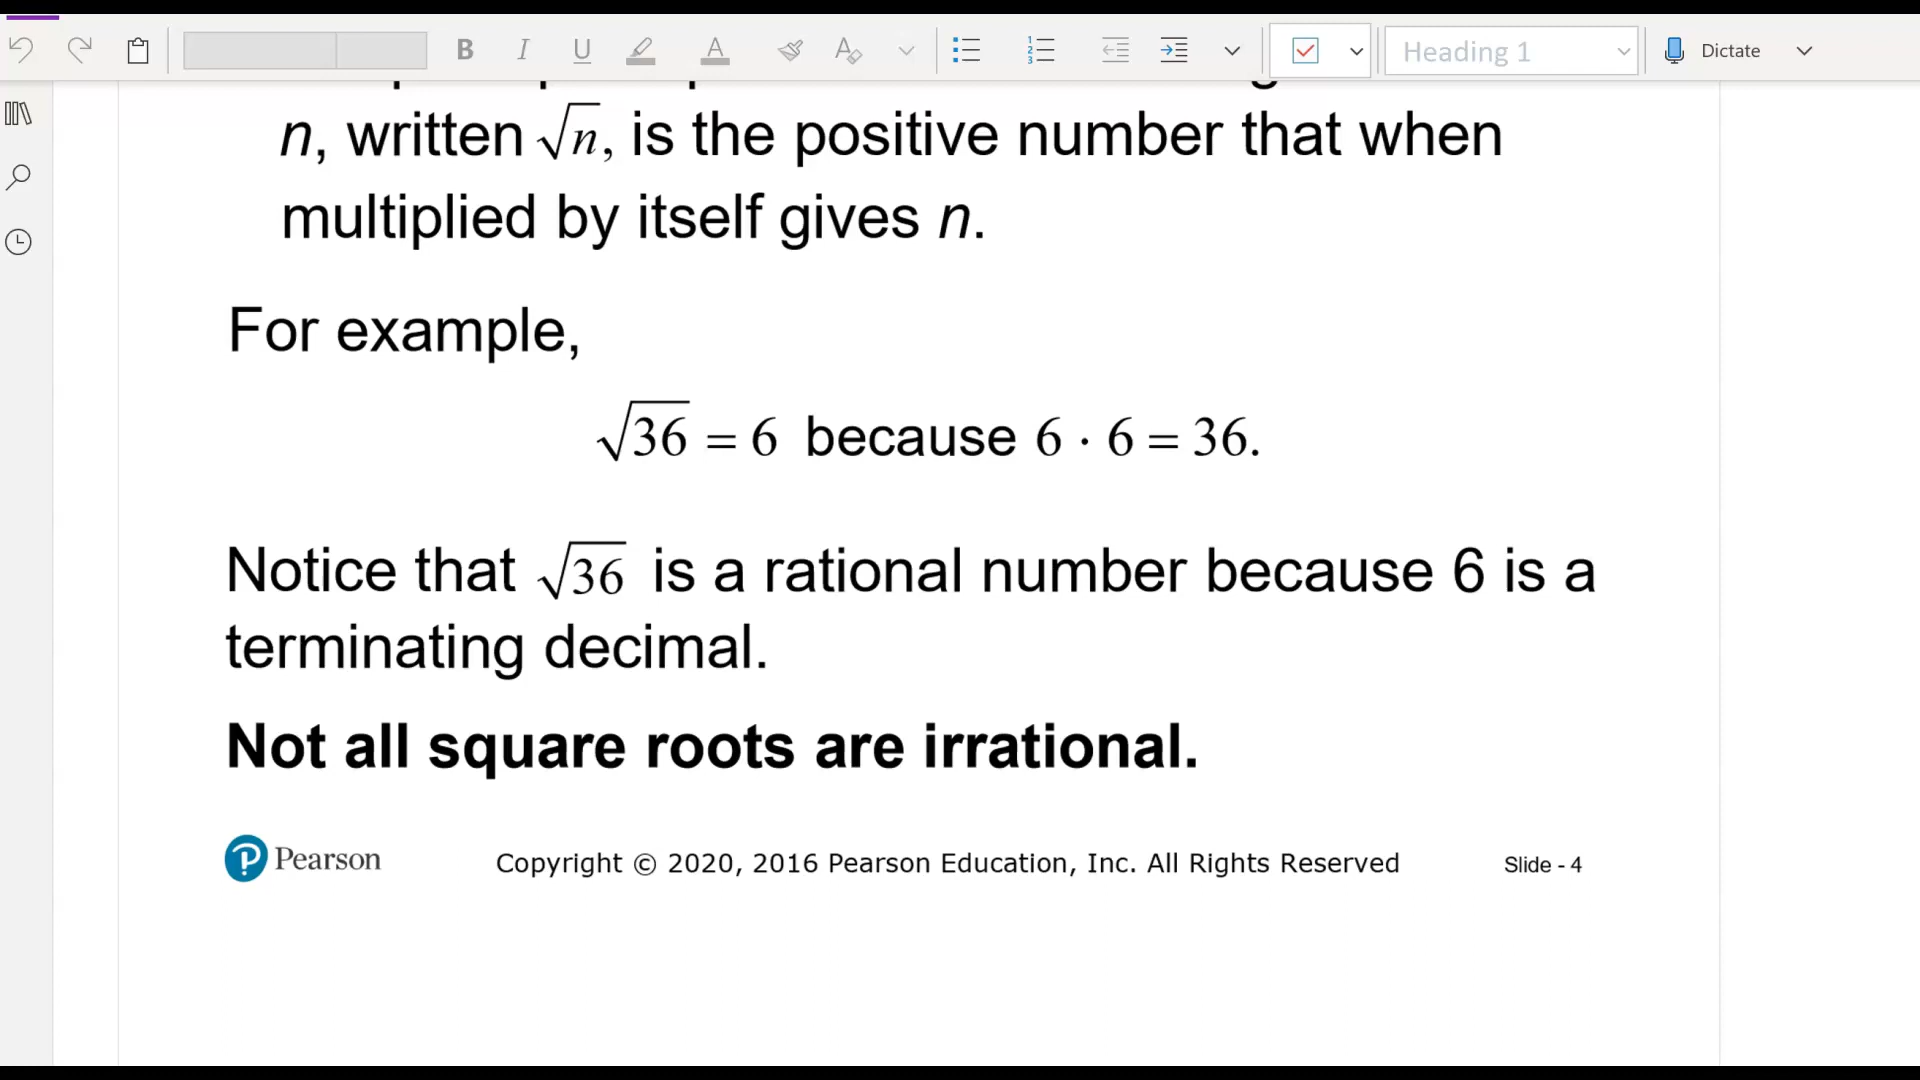 B I U A A Heading 1 Dictate
n, written √n, is the positive number that when
multiplied by itself gives n.
For example,
√36 = 6 because 6 · 6 = 36.
Notice that √36 is a rational number because 6 is a
terminating decimal.
Not all square roots are irrational.
Pearson Copyright © 2020, 2016 Pearson Education, Inc. All Rights Reserved Slide - 4